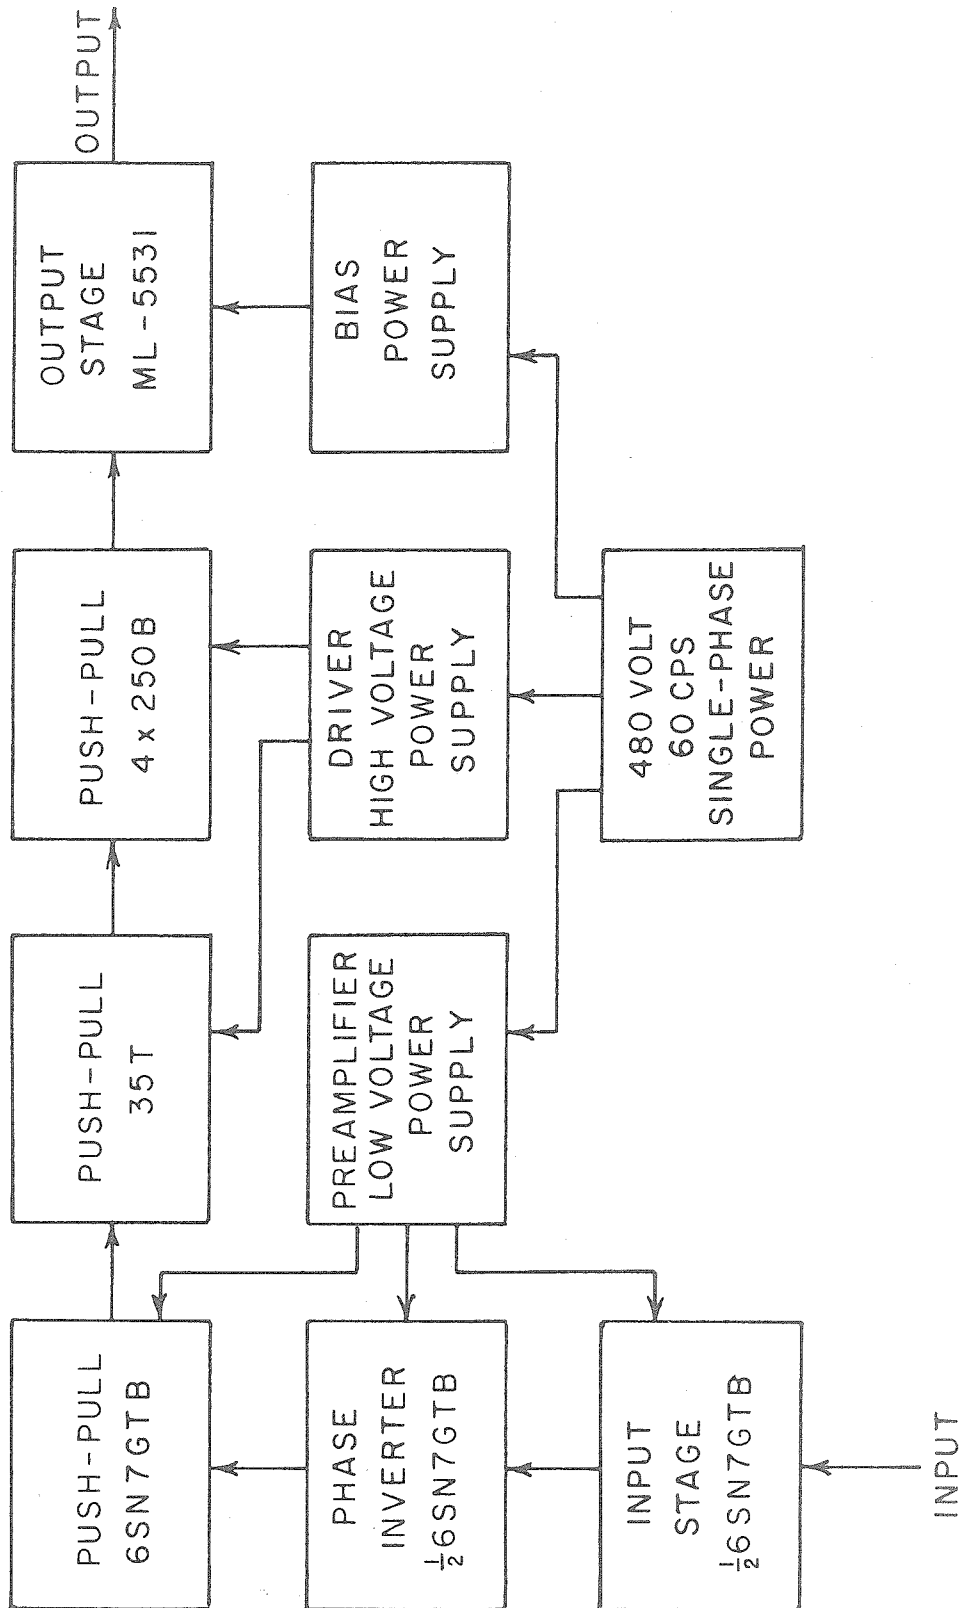 PUSH-PULL
6SN7GTB
PUSH-PULL
35T
PUSH-PULL
4 x 250B
OUTPUT
STAGE
ML-5531
OUTPUT
PHASE
INVERTER
½6SN7GTB
PREAMPLIFIER
LOW VOLTAGE
POWER
SUPPLY
DRIVER
HIGH VOLTAGE
POWER
SUPPLY
BIAS
POWER
SUPPLY
INPUT
STAGE
½6SN7GTB
480 VOLT
60 CPS
SINGLE-PHASE
POWER
INPUT